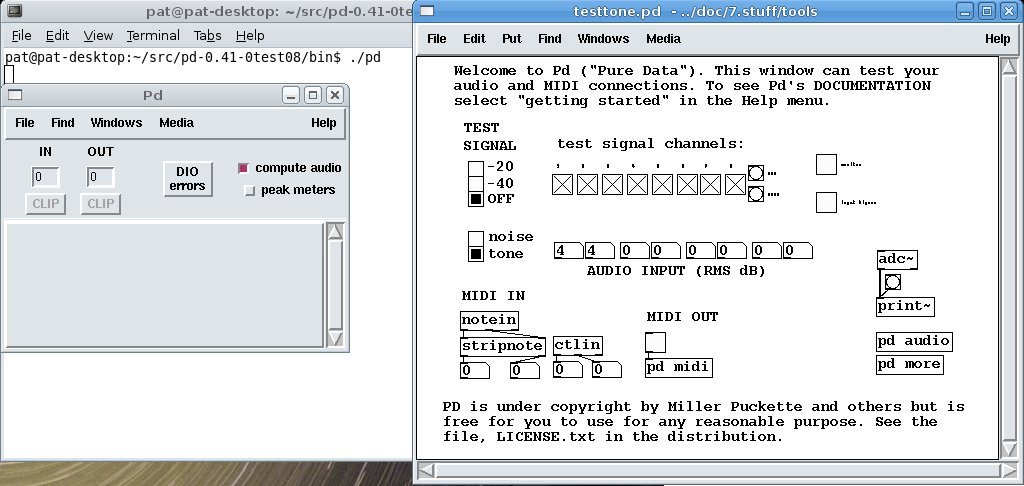 pat@pat-desktop: ~/src/pd-0.41-0te
File Edit View Terminal Tabs Help
pat@pat-desktop:~/src/pd-0.41-0test08/bin$ ./pd
Pd
File Find Windows Media Help
IN OUT
0 0
CLIP CLIP
DIO
errors
compute audio
peak meters
testtone.pd - ../doc/7.stuff/tools
File Edit Put Find Windows Media Help
Welcome to Pd ("Pure Data"). This window can test your
audio and MIDI connections. To see Pd's DOCUMENTATION
select "getting started" in the Help menu.
TEST
SIGNAL
-20
-40
OFF
test signal channels:
noise
tone
4 4 0 0 0 0 0 0
AUDIO INPUT (RMS dB)
adc~
print~
pd audio
pd more
MIDI IN
notein
stripnote
ctlin
0 0 0 0
MIDI OUT
pd midi
PD is under copyright by Miller Puckette and others but is
free for you to use for any reasonable purpose. See the
file, LICENSE.txt in the distribution.